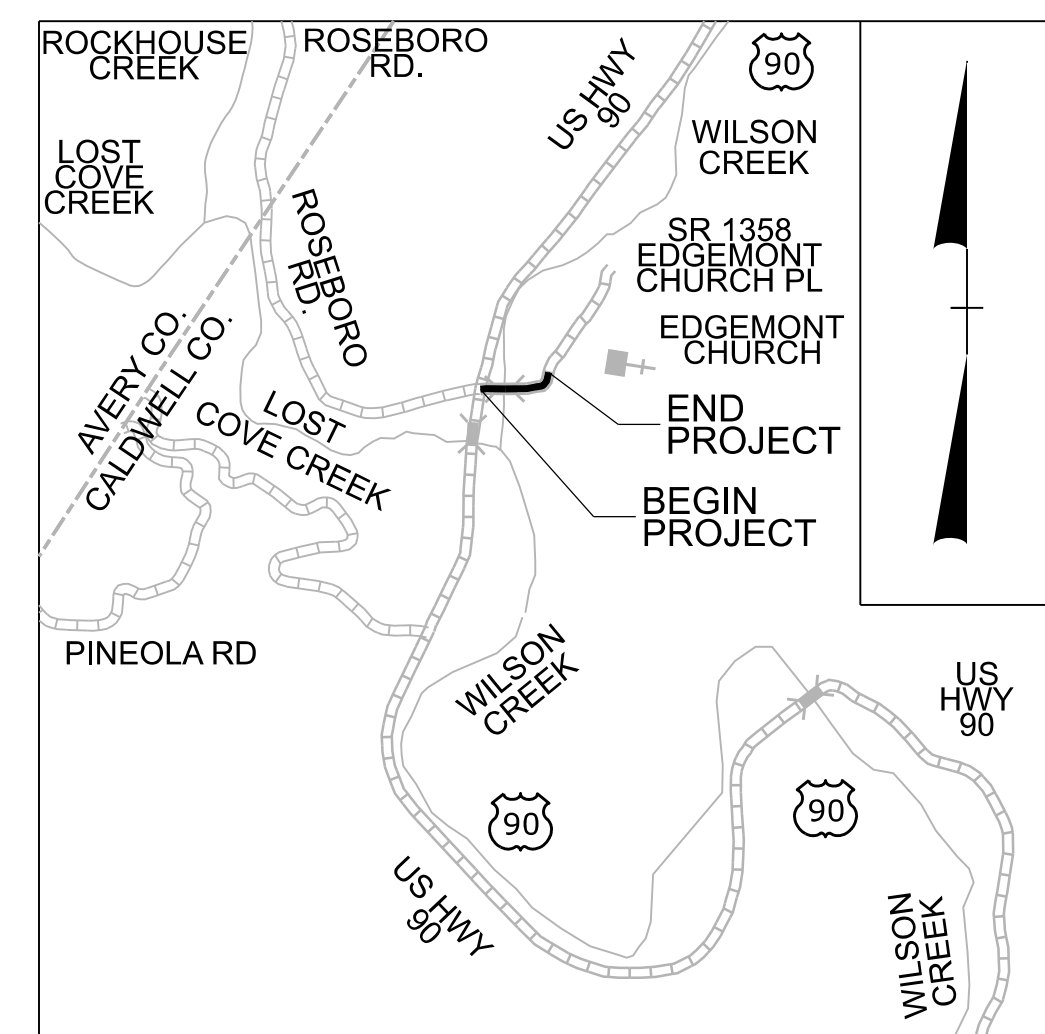 ROCKHOUSE
CREEK
ROSEBORO
RD.
US HWY
90
90
WILSON
CREEK
LOST
COVE
CREEK
ROSEBORO
RD.
SR 1358
EDGEMONT
CHURCH PL
EDGEMONT
CHURCH
AVERY CO.
CALDWELL CO.
LOST
COVE CREEK
END
PROJECT
BEGIN
PROJECT
PINEOLA RD
WILSON
CREEK
US
HWY
90
90
90
US HWY
90
WILSON
CREEK